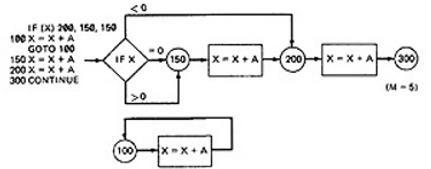 IF (X) 200, 150, 150
100 X = X + A
GOTO 100
150 X = X + A
200 X = X + A
300 CONTINUE
<0
IF X
=0
150
X = X + A
200
X = X + A
300
>0
(M = 5)
100
X = X + A